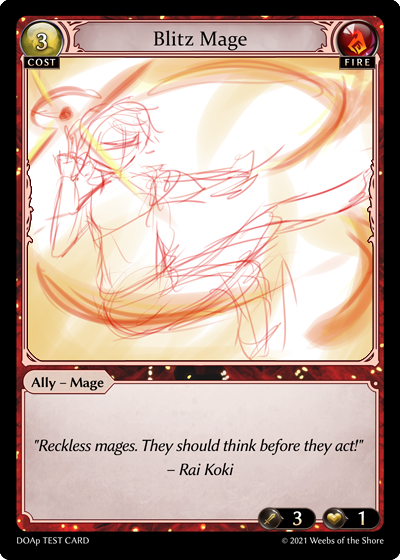 3
Blitz Mage
COST
FIRE
Ally – Mage
"Reckless mages. They should think before they act!"
– Rai Koki
3
1
DOAp TEST CARD
© 2021 Weebs of the Shore